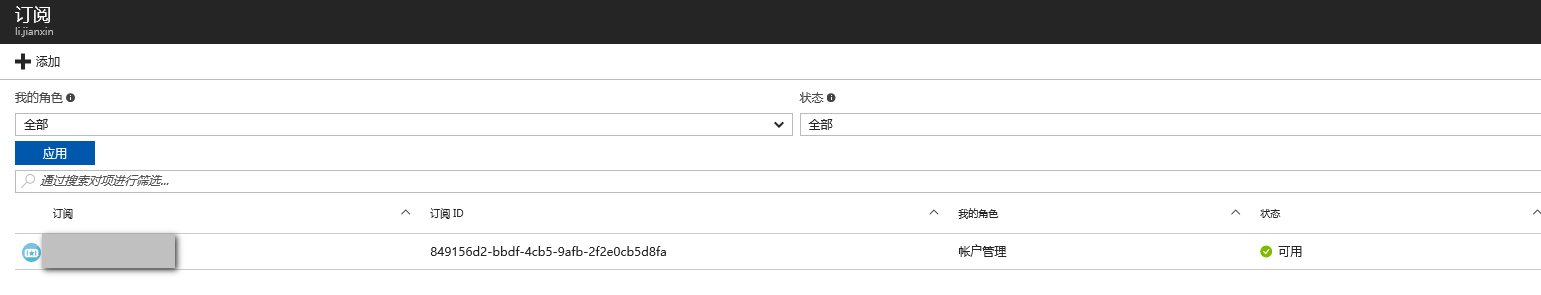 订阅
li.jianxin
添加
我的角色 状态
全部 全部
应用
通过搜索对项进行筛选...
订阅 订阅 ID 我的角色 状态
849156d2-bbdf-4cb5-9afb-2f2e0cb5d8fa 帐户管理 可用